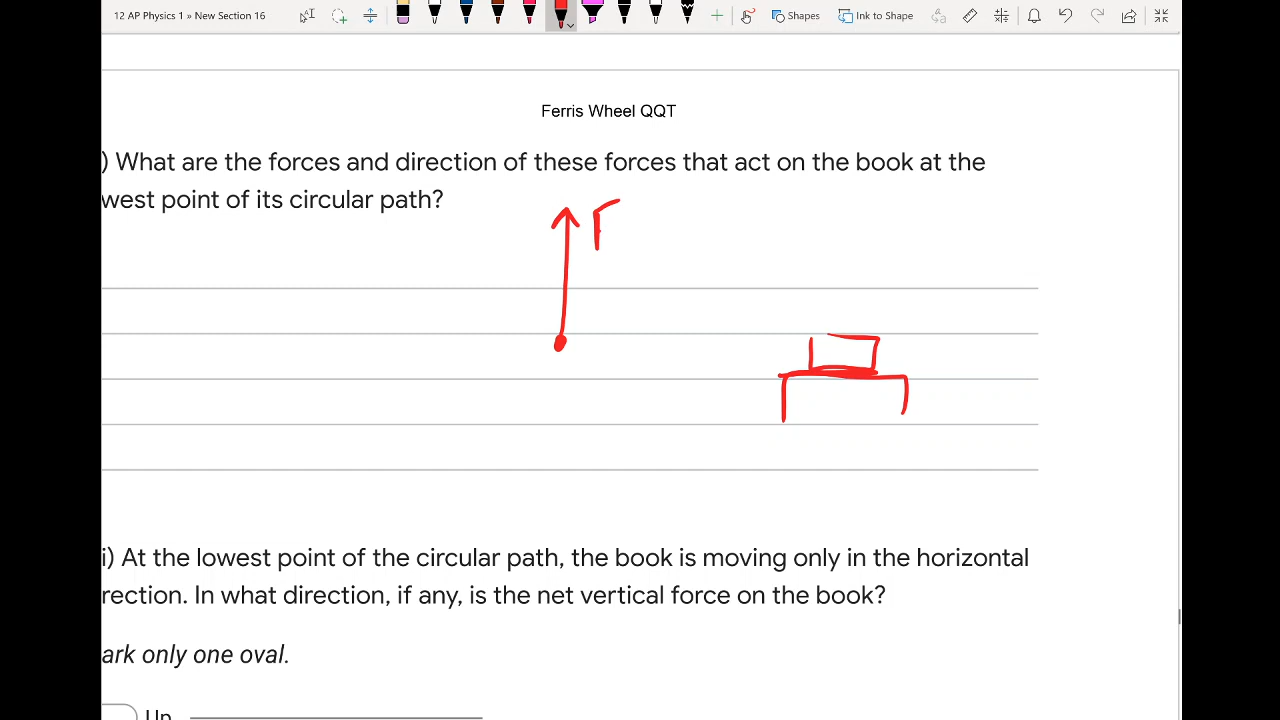 12 AP Physics 1 » New Section 16
Shapes
Ink to Shape
Ferris Wheel QQT
) What are the forces and direction of these forces that act on the book at the
west point of its circular path?
F
i) At the lowest point of the circular path, the book is moving only in the horizontal
rection. In what direction, if any, is the net vertical force on the book?
ark only one oval.
Up